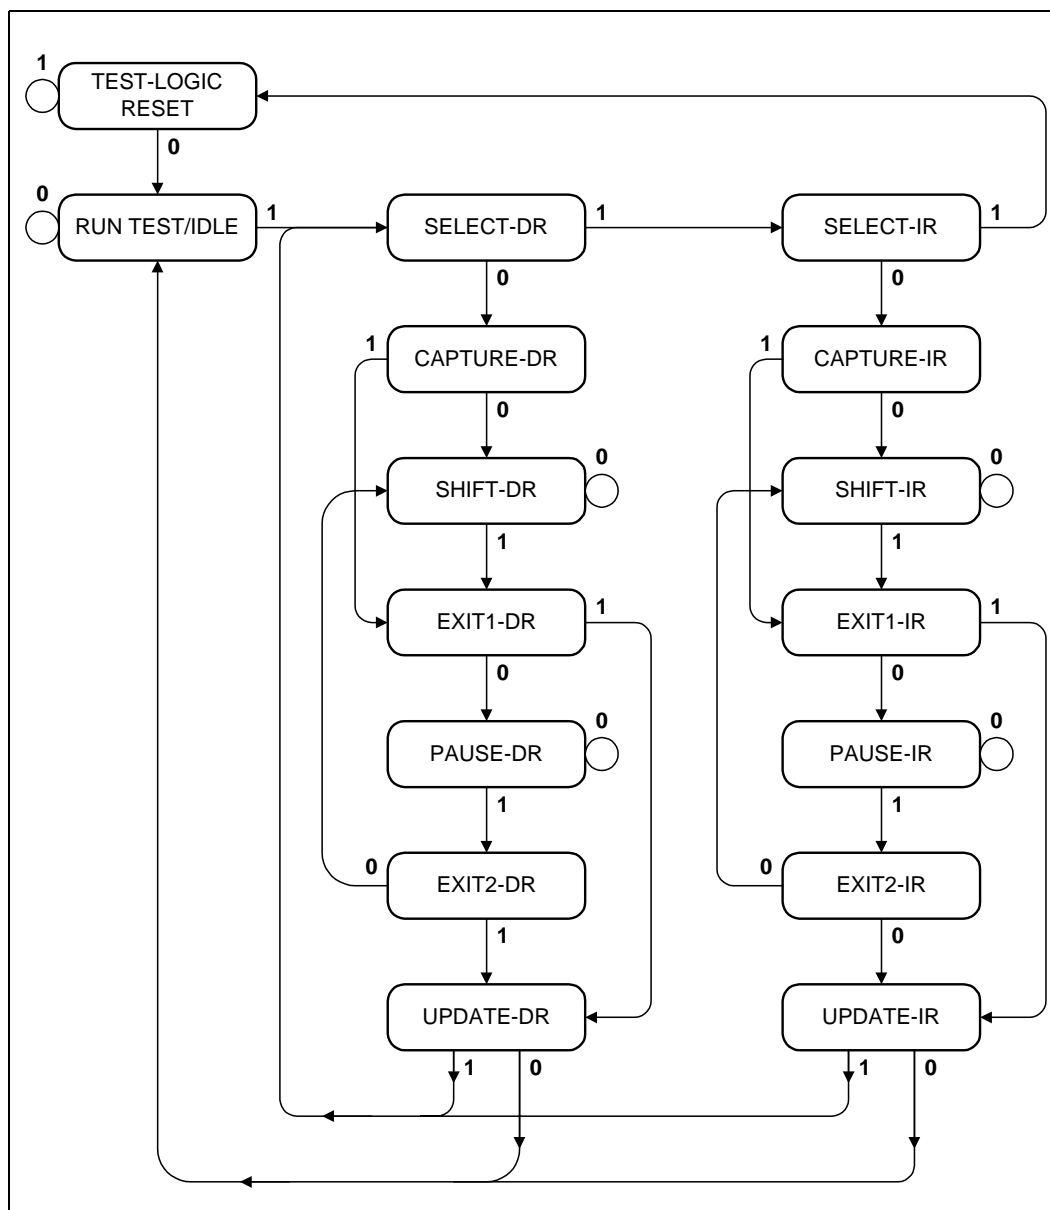 1
TEST-LOGIC
RESET
0
0
RUN TEST/IDLE
1
SELECT-DR
1
SELECT-IR
1
0
0
1
CAPTURE-DR
1
CAPTURE-IR
0
0
SHIFT-DR
0
SHIFT-IR
0
1
1
EXIT1-DR
1
EXIT1-IR
1
0
0
PAUSE-DR
0
PAUSE-IR
0
1
1
0
EXIT2-DR
0
EXIT2-IR
1
0
UPDATE-DR
UPDATE-IR
1
0
1
0